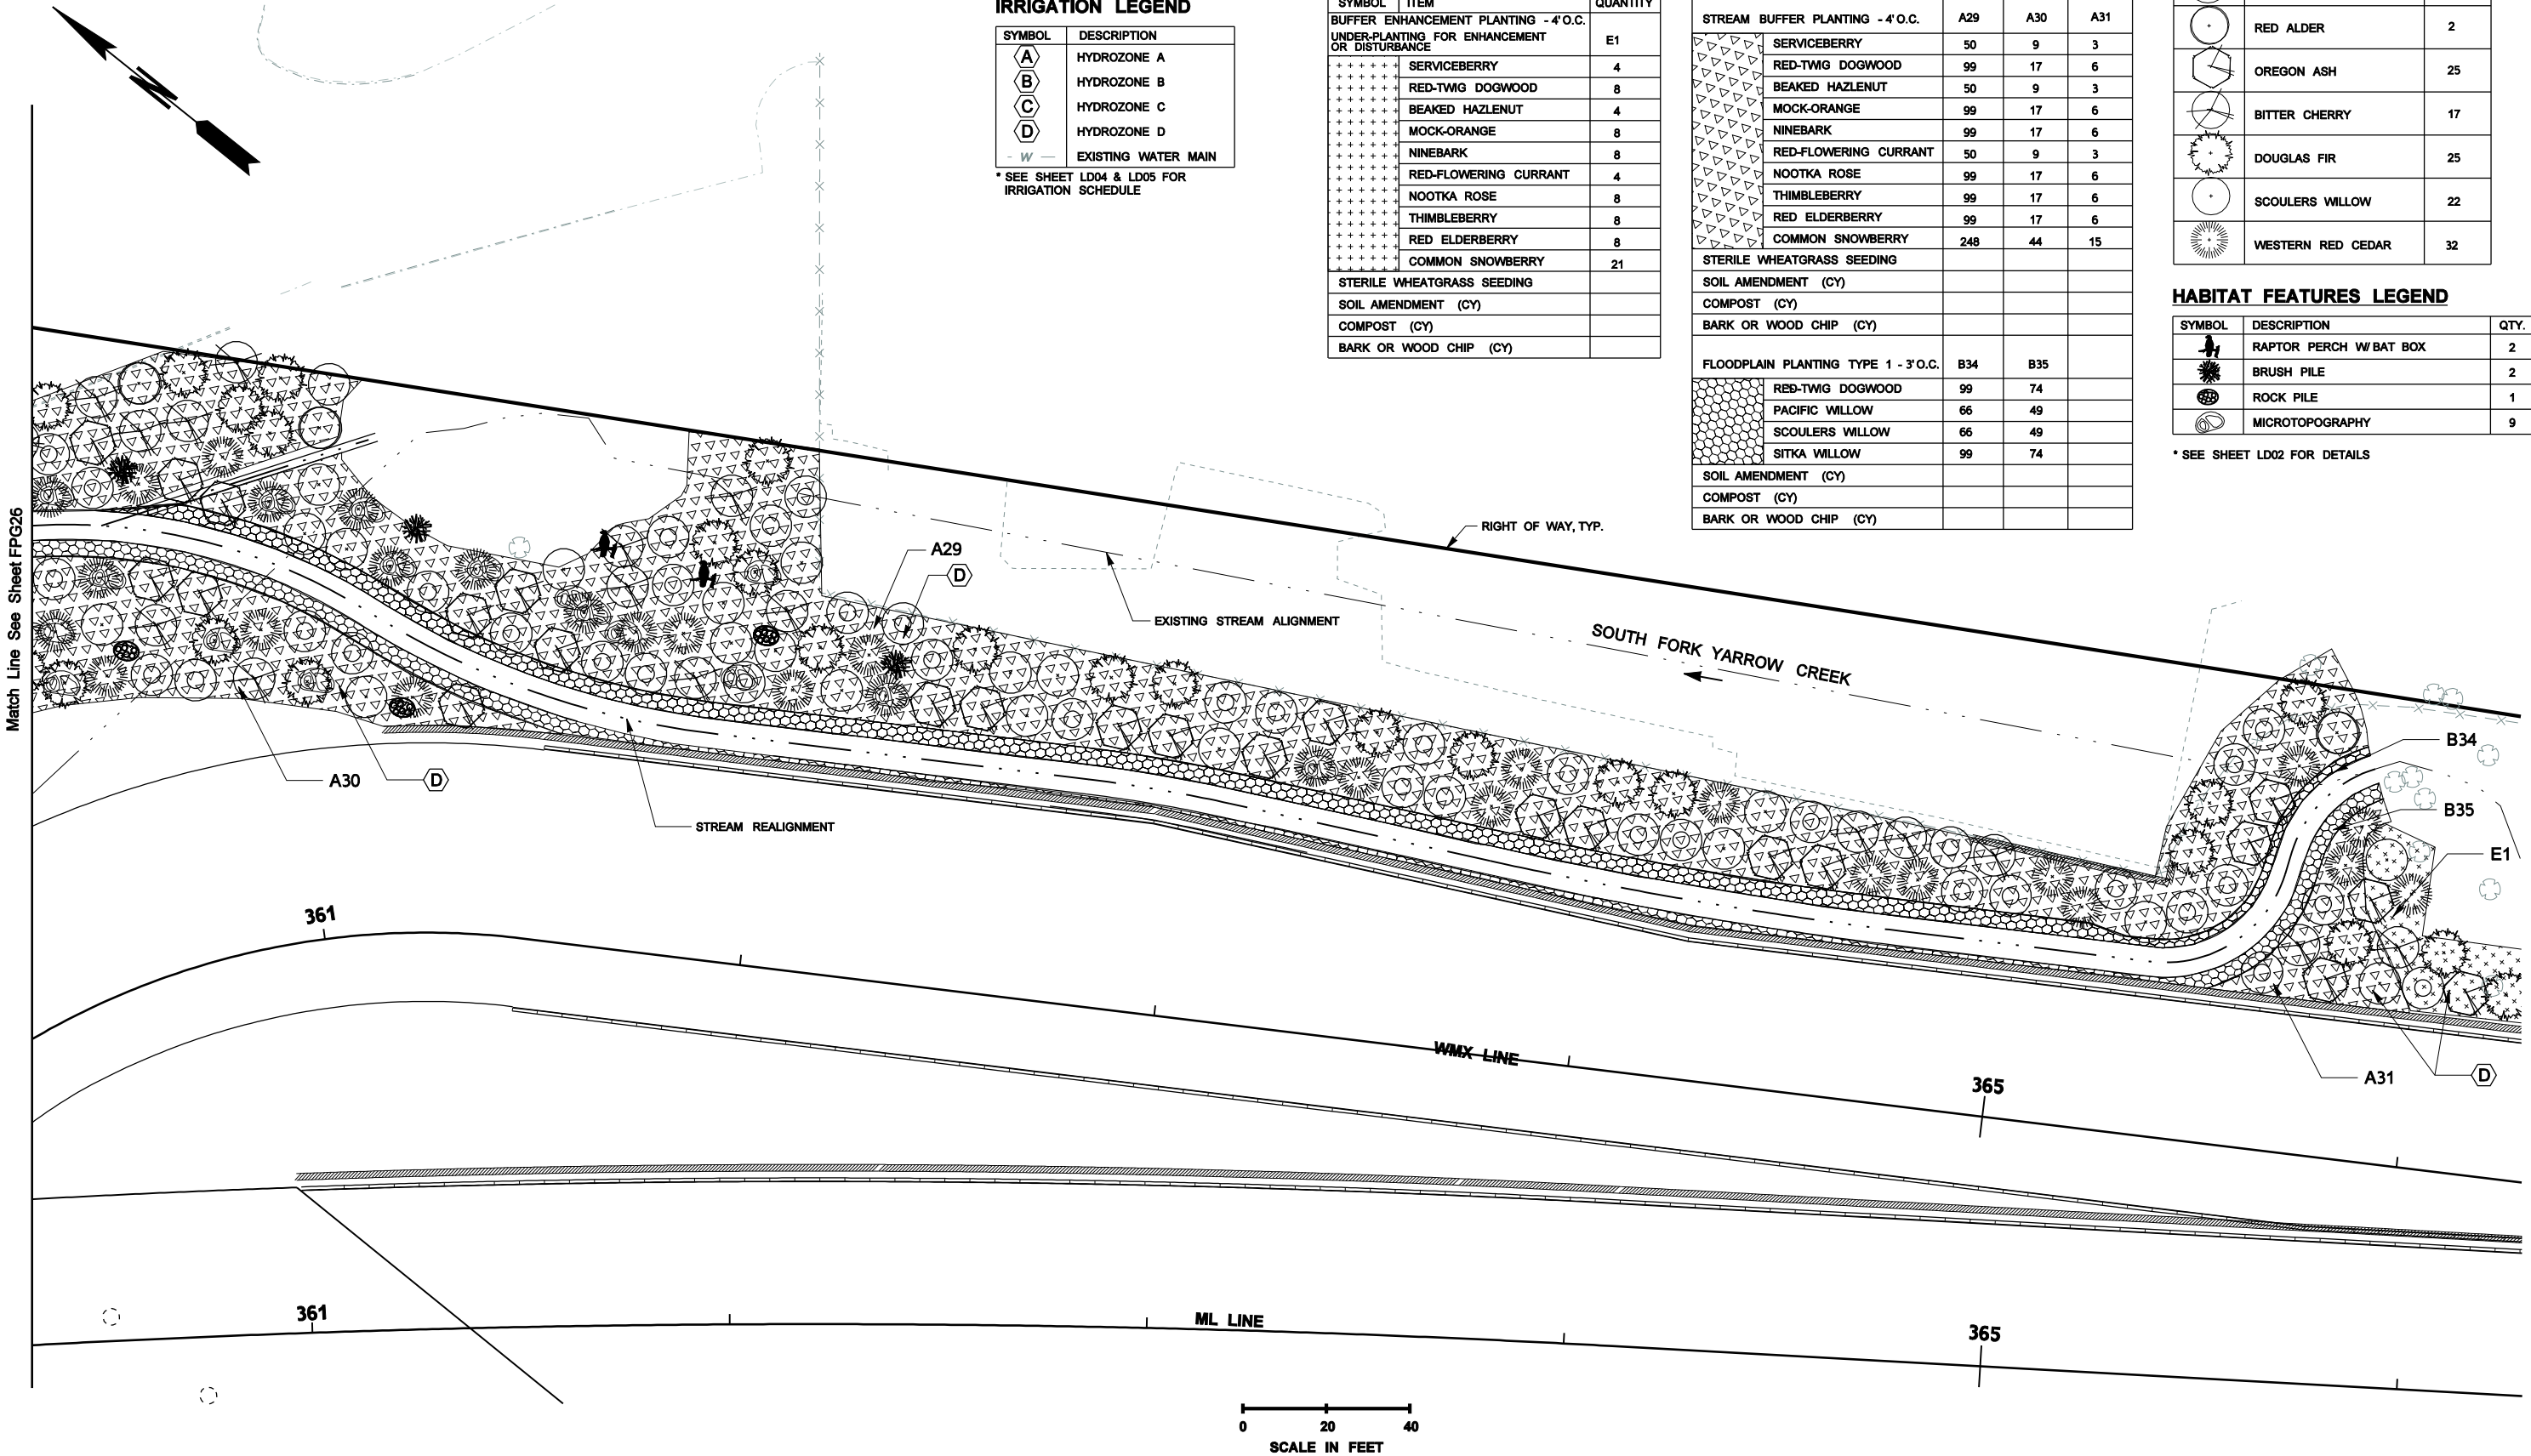 IRRIGATION LEGEND
SYMBOL DESCRIPTION
A HYDROZONE A
B HYDROZONE B
C HYDROZONE C
D HYDROZONE D
- W — EXISTING WATER MAIN
* SEE SHEET LD04 & LD05 FOR
IRRIGATION SCHEDULE
SYMBOL ITEM QUANTITY
BUFFER ENHANCEMENT PLANTING - 4' O.C.
UNDER-PLANTING FOR ENHANCEMENT
OR DISTURBANCE E1
SERVICEBERRY 4
RED-TWIG DOGWOOD 8
BEAKED HAZLENUT 4
MOCK-ORANGE 8
NINEBARK 8
RED-FLOWERING CURRANT 4
NOOTKA ROSE 8
THIMBLEBERRY 8
RED ELDERBERRY 8
COMMON SNOWBERRY 21
STERILE WHEATGRASS SEEDING
SOIL AMENDMENT (CY)
COMPOST (CY)
BARK OR WOOD CHIP (CY)
STREAM BUFFER PLANTING - 4' O.C. A29 A30 A31
SERVICEBERRY 50 9 3
RED-TWIG DOGWOOD 99 17 6
BEAKED HAZLENUT 50 9 3
MOCK-ORANGE 99 17 6
NINEBARK 99 17 6
RED-FLOWERING CURRANT 50 9 3
NOOTKA ROSE 99 17 6
THIMBLEBERRY 99 17 6
RED ELDERBERRY 99 17 6
COMMON SNOWBERRY 248 44 15
STERILE WHEATGRASS SEEDING
SOIL AMENDMENT (CY)
COMPOST (CY)
BARK OR WOOD CHIP (CY)
FLOODPLAIN PLANTING TYPE 1 - 3' O.C. B34 B35
RED-TWIG DOGWOOD 99 74
PACIFIC WILLOW 66 49
SCOULERS WILLOW 66 49
SITKA WILLOW 99 74
SOIL AMENDMENT (CY)
COMPOST (CY)
BARK OR WOOD CHIP (CY)
RED ALDER 2
OREGON ASH 25
BITTER CHERRY 17
DOUGLAS FIR 25
SCOULERS WILLOW 22
WESTERN RED CEDAR 32
HABITAT FEATURES LEGEND
SYMBOL DESCRIPTION QTY.
RAPTOR PERCH W/ BAT BOX 2
BRUSH PILE 2
ROCK PILE 1
MICROTOPOGRAPHY 9
* SEE SHEET LD02 FOR DETAILS
N
Match Line See Sheet FPG26
RIGHT OF WAY, TYP.
A29
D
EXISTING STREAM ALIGNMENT
SOUTH FORK YARROW CREEK
B34
B35
E1
A30
D
STREAM REALIGNMENT
361
WMX LINE
365
A31
D
361
ML LINE
365
0 20 40
SCALE IN FEET